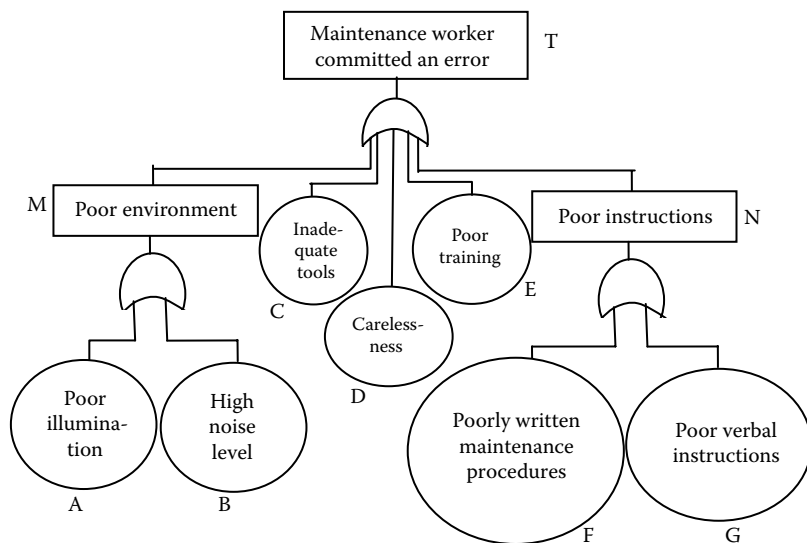 Maintenance worker
committed an error
T
M
Poor environment
Inade-
quate
tools
C
Careless-
ness
D
Poor
training
E
Poor instructions
N
Poor
illumina-
tion
A
High
noise
level
B
Poorly written
maintenance
procedures
F
Poor verbal
instructions
G